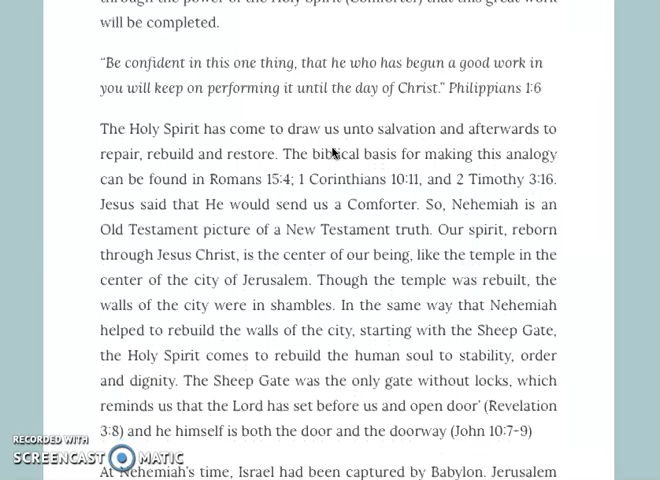 through the power of the Holy Spirit (Comforter) that this great work
will be completed.
“Be confident in this one thing, that he who has begun a good work in
you will keep on performing it until the day of Christ.” Philippians 1:6
The Holy Spirit has come to draw us unto salvation and afterwards to
repair, rebuild and restore. The biblical basis for making this analogy
can be found in Romans 15:4; 1 Corinthians 10:11, and 2 Timothy 3:16.
Jesus said that He would send us a Comforter. So, Nehemiah is an
Old Testament picture of a New Testament truth. Our spirit, reborn
through Jesus Christ, is the center of our being, like the temple in the
center of the city of Jerusalem. Though the temple was rebuilt, the
walls of the city were in shambles. In the same way that Nehemiah
helped to rebuild the walls of the city, starting with the Sheep Gate,
the Holy Spirit comes to rebuild the human soul to stability, order
and dignity. The Sheep Gate was the only gate without locks, which
reminds us that the Lord has set before us and open door’ (Revelation
3:8) and he himself is both the door and the doorway (John 10:7-9)
RECORDED WITH
SCREENCAST MATIC
At Nehemiah’s time, Israel had been captured by Babylon. Jerusalem